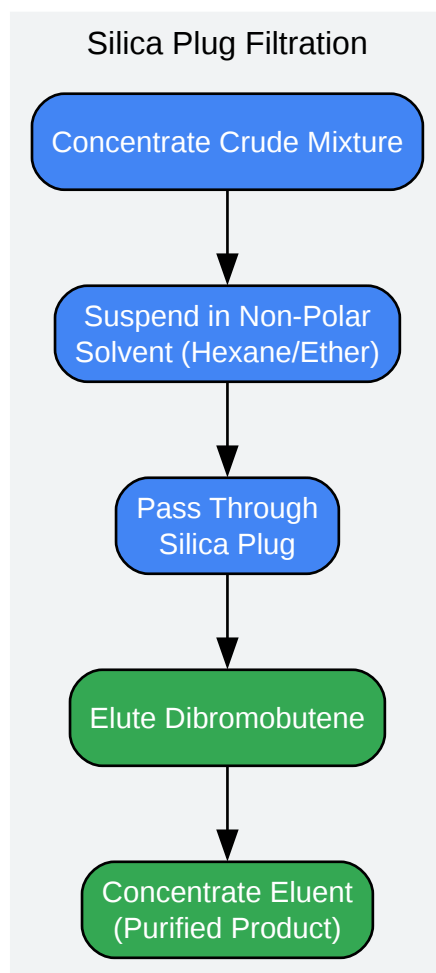 Silica Plug Filtration
Concentrate Crude Mixture
Suspend in Non-Polar
Solvent (Hexane/Ether)
Pass Through
Silica Plug
Elute Dibromobutene
Concentrate Eluent
(Purified Product)